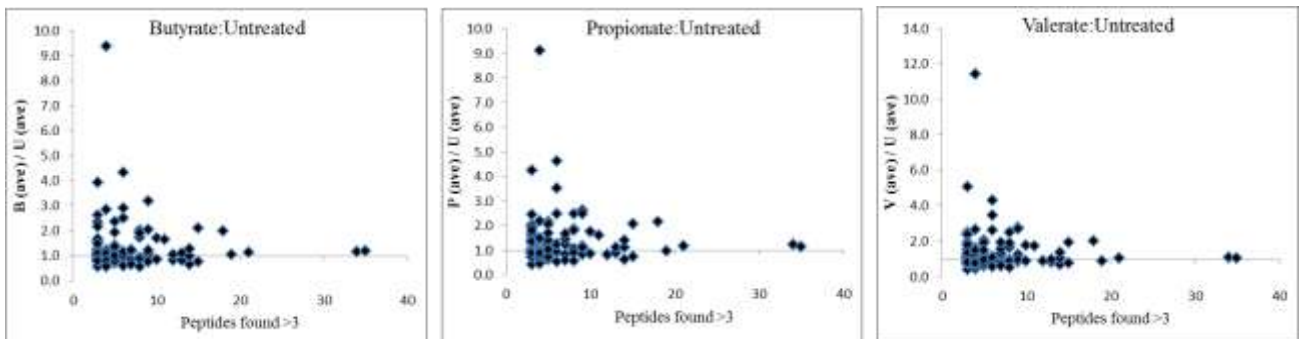 Butyrate:Untreated
B (ave) / U (ave)
10.0
9.0
8.0
7.0
6.0
5.0
4.0
3.0
2.0
1.0
0.0
0 10 20 30 40
Peptides found >3
Propionate:Untreated
P (ave) / U (ave)
10.0
9.0
8.0
7.0
6.0
5.0
4.0
3.0
2.0
1.0
0.0
0 10 20 30 40
Peptides found >3
Valerate:Untreated
V (ave) / U (ave)
14.0
12.0
10.0
8.0
6.0
4.0
2.0
0.0
0 10 20 30 40
Peptides found >3